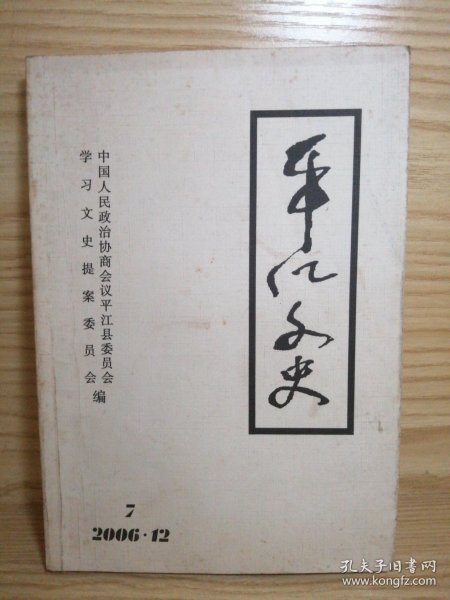 平江文史
中国人民政治协商会议平江县委员会
学习文史提案委员会
编
7
2006·12
孔夫子旧书网
www.kongfz.com